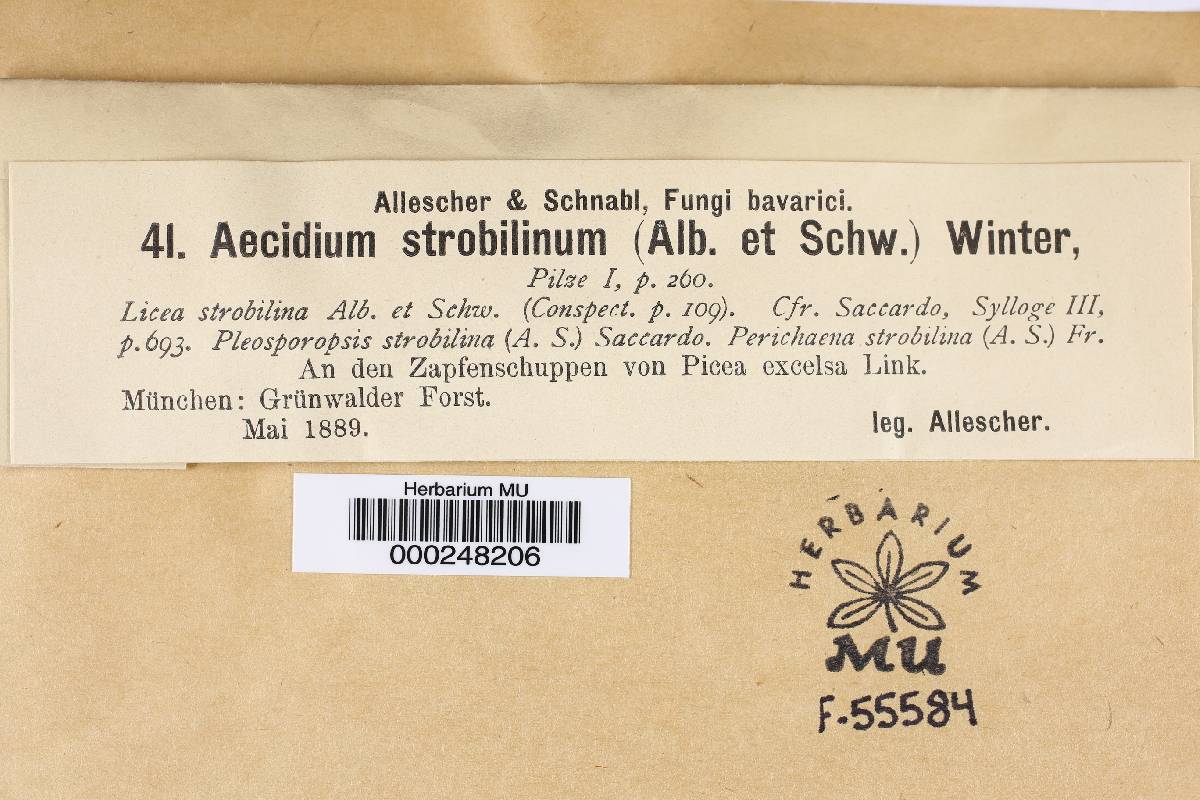 Allescher & Schnabl, Fungi bavarici.
41. Aecidium strobilinum (Alb. et Schw.) Winter,
Pilze I, p. 260.
Licea strobilina Alb. et Schw. (Conspect. p. 109). Cfr. Saccardo, Sylloge III,
p. 693. Pleosporopsis strobilina (A. S.) Saccardo. Perichaena strobilina (A. S.) Fr.
An den Zapfenschuppen von Picea excelsa Link.
München: Grünwalder Forst.
Mai 1889.
leg. Allescher.
Herbarium MU
000248206
HERBARIUM
MU
F-55584